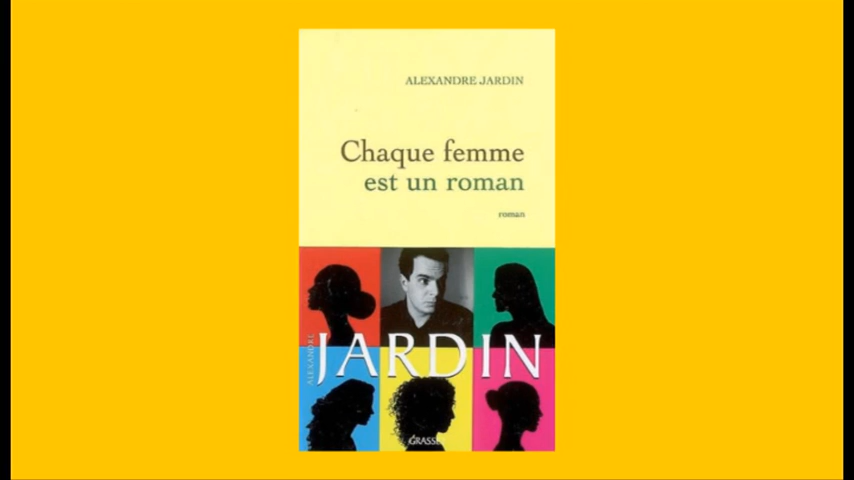 ALEXANDRE JARDIN
Chaque femme
est un roman
roman
ALEXANDRE
JARDIN
GRASSET